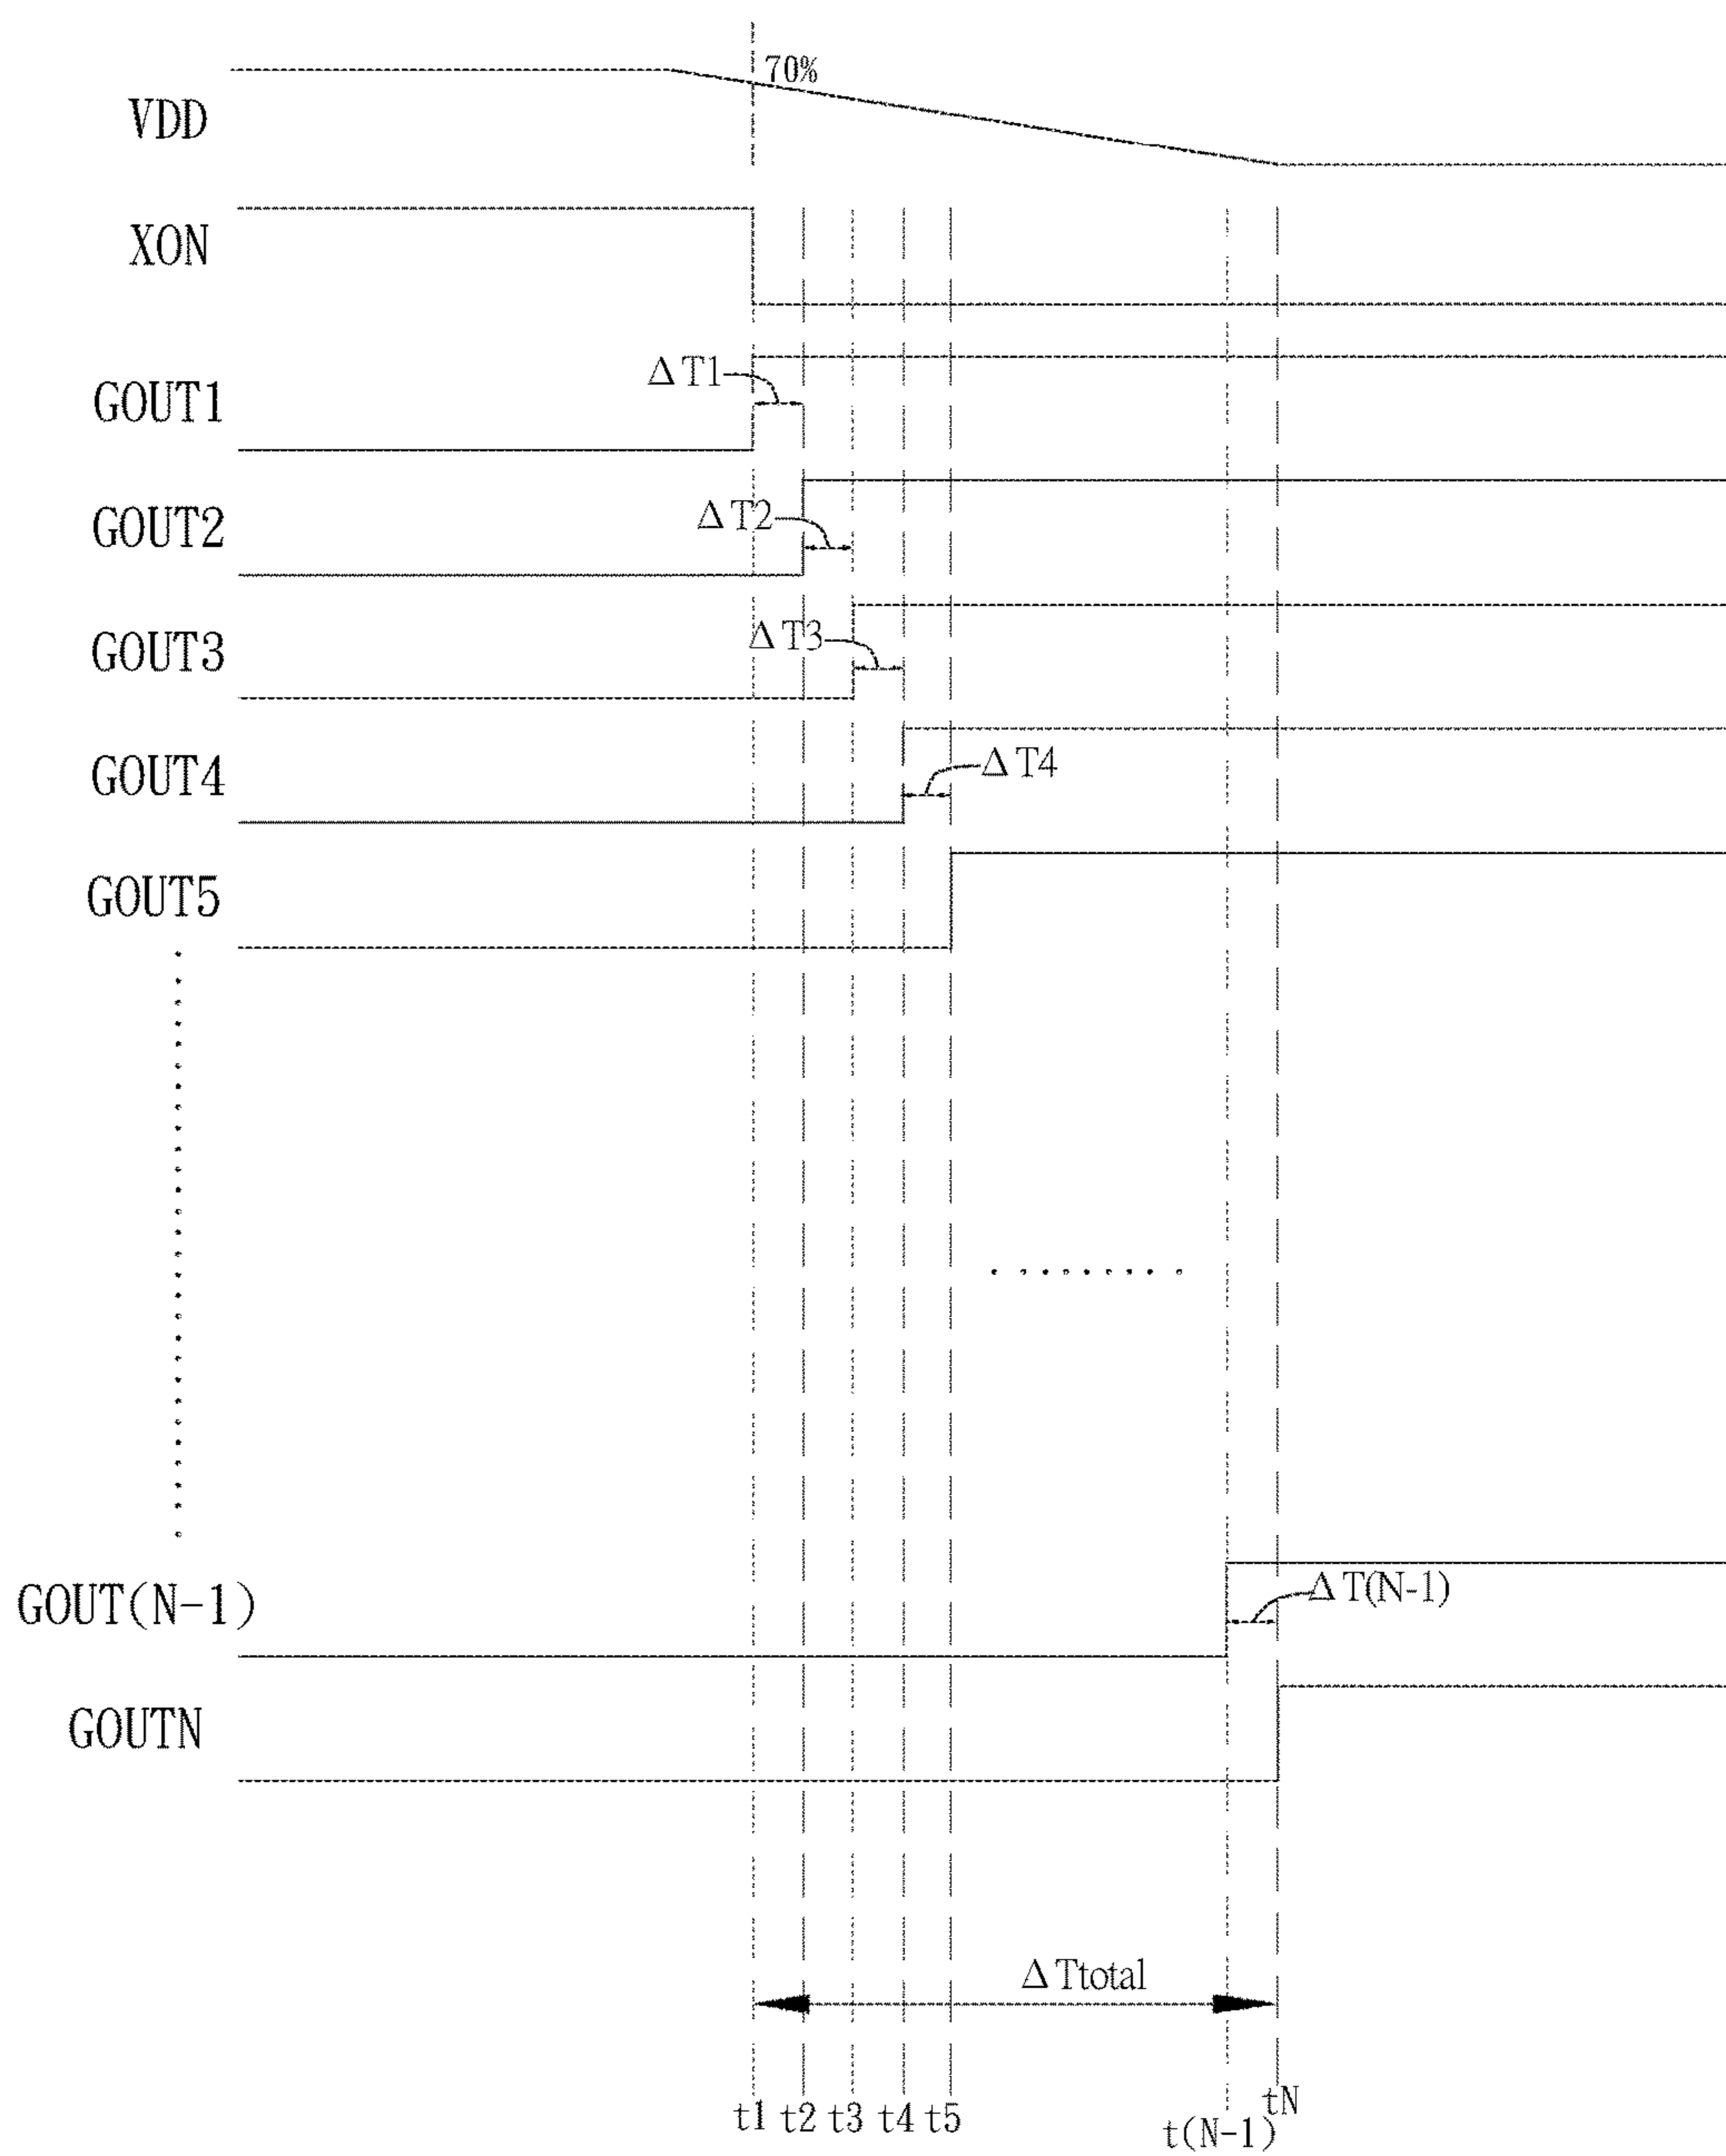 70%
VDD
XON
ΔT1
GOUT1
ΔT2
GOUT2
ΔT3
GOUT3
ΔT4
GOUT4
GOUT5
ΔT(N-1)
GOUT(N-1)
GOUTN
ΔTtotal
t1 t2 t3 t4 t5 t(N-1) tN